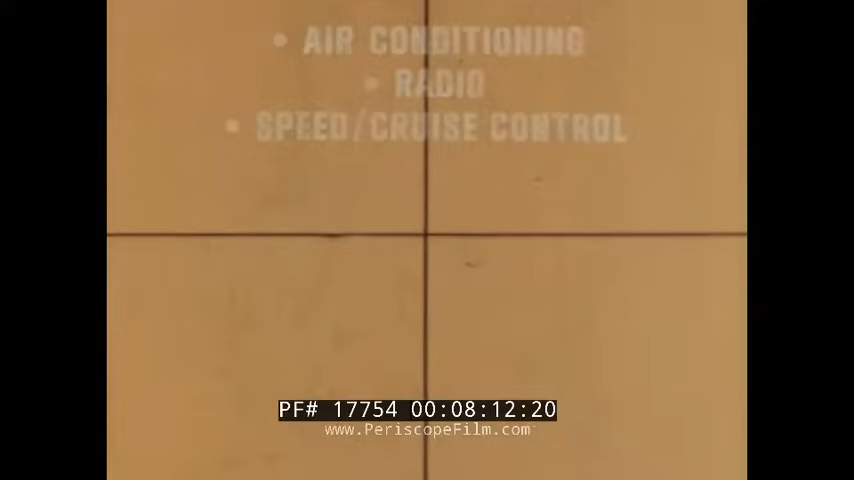 • AIR CONDITIONING
• RADIO
• SPEED/CRUISE CONTROL
PF# 17754 00:08:12:20
www.PeriscopeFilm.com